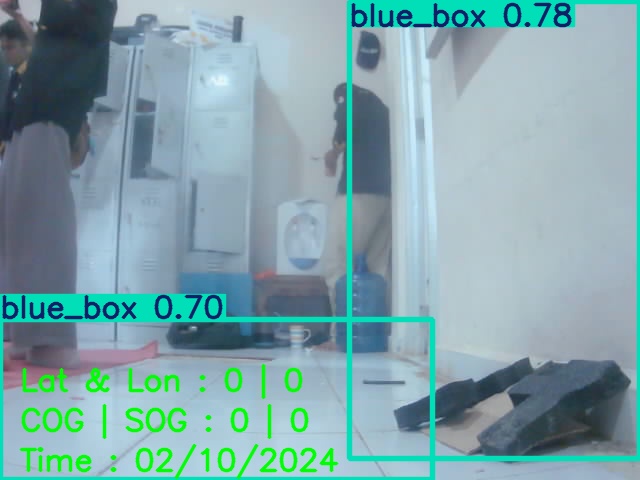 blue_box 0.78
blue_box 0.70
Lat & Lon : 0 | 0
COG | SOG : 0 | 0
Time : 02/10/2024